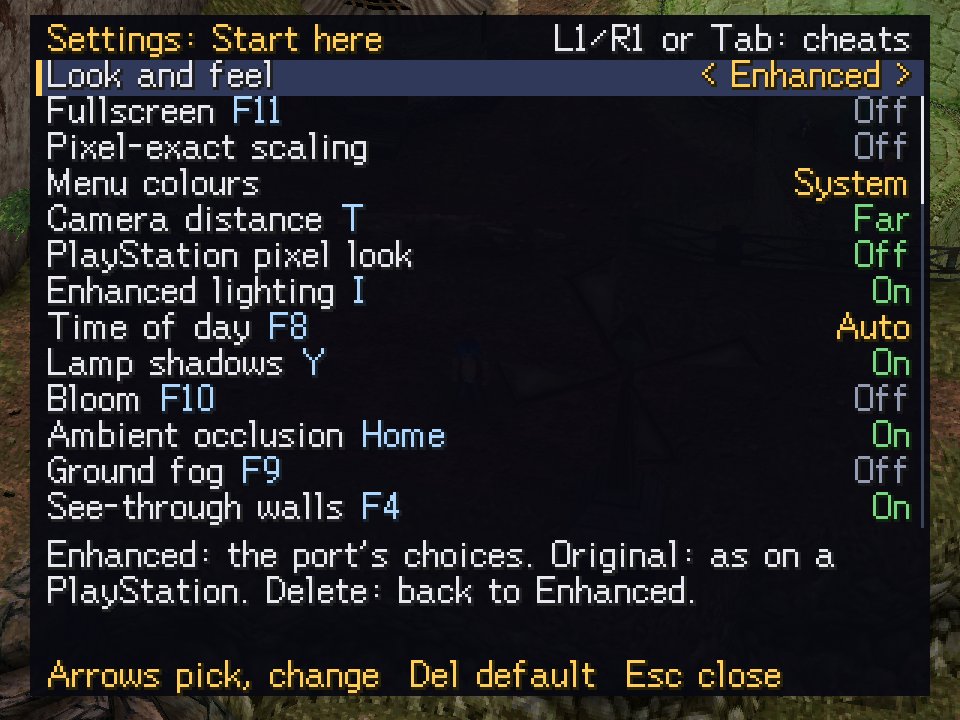 Settings: Start here L1/R1 or Tab: cheats
Look and feel < Enhanced >
Fullscreen F11 Off
Pixel-exact scaling Off
Menu colours System
Camera distance T Far
PlayStation pixel look Off
Enhanced lighting I On
Time of day F8 Auto
Lamp shadows Y On
Bloom F10 Off
Ambient occlusion Home On
Ground fog F9 Off
See-through walls F4 On
Enhanced: the port's choices. Original: as on a
PlayStation. Delete: back to Enhanced.
Arrows pick, change Del default Esc close